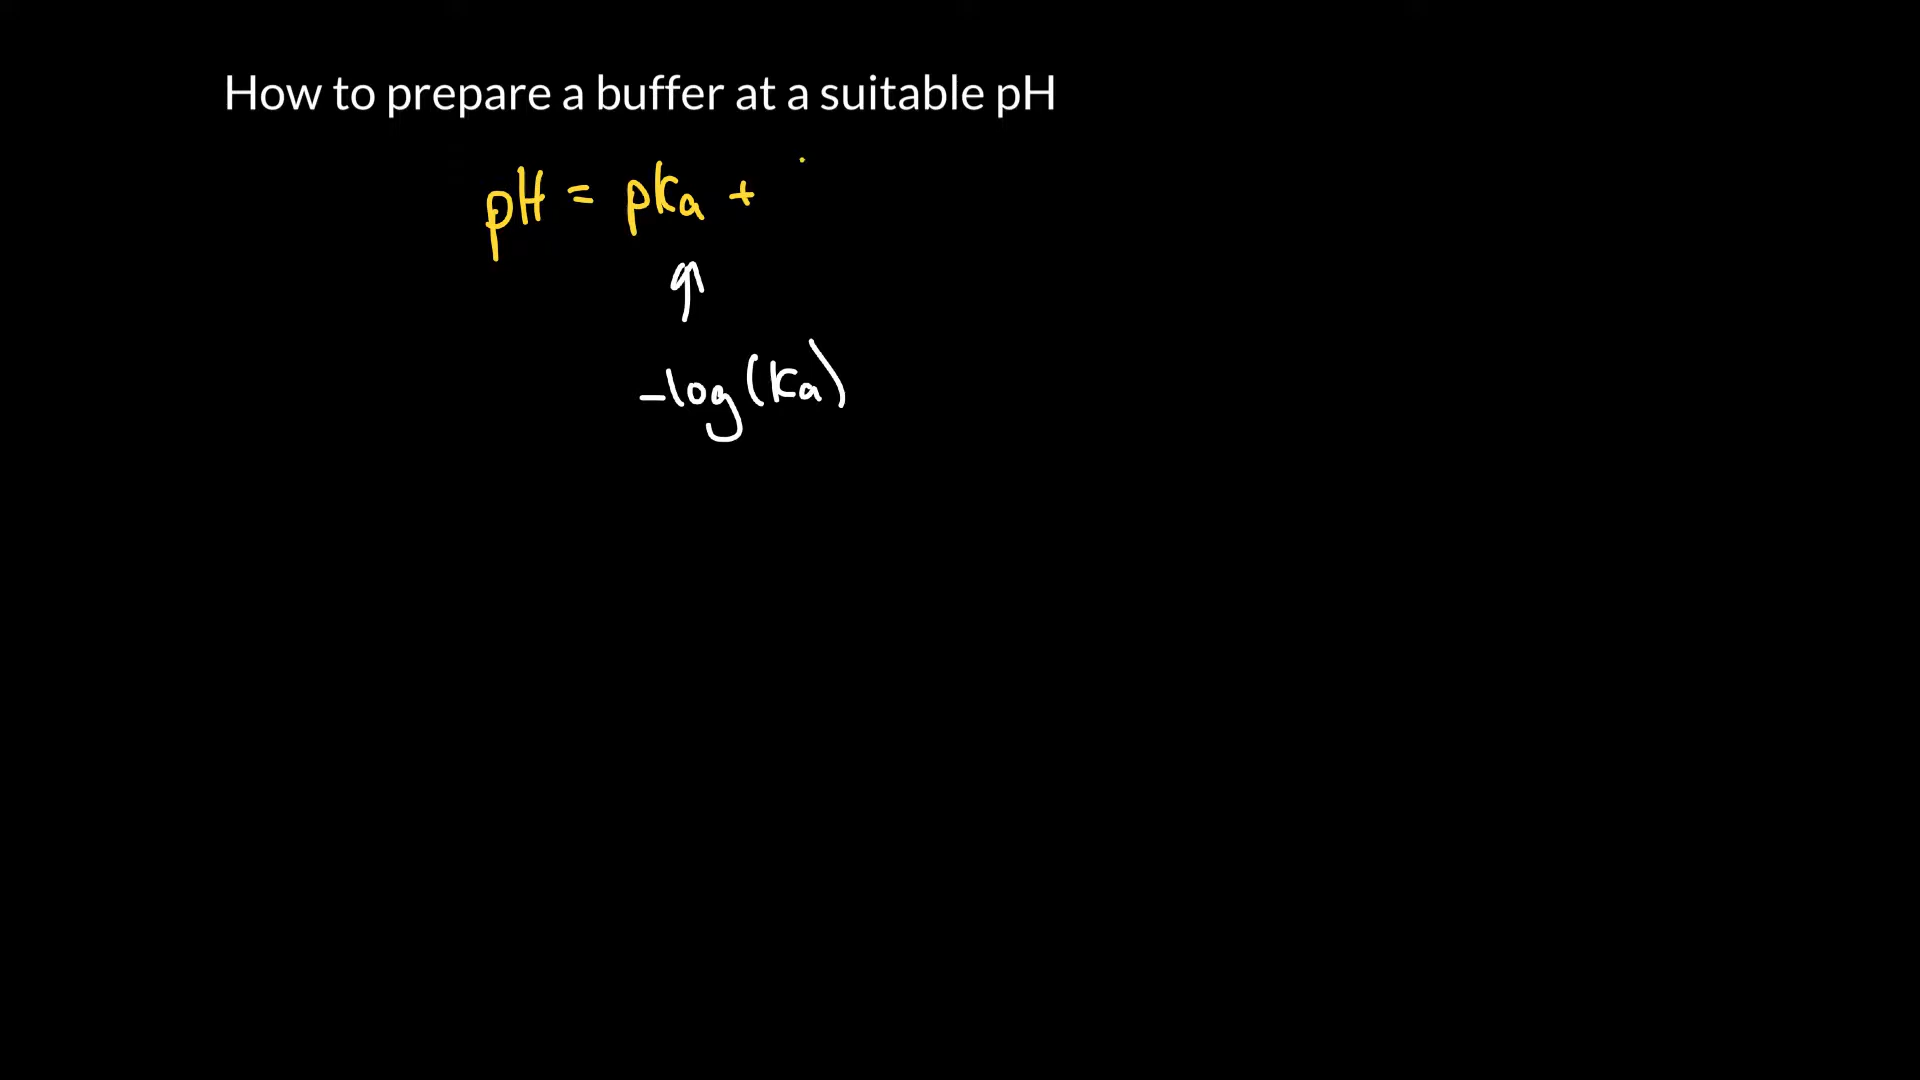 How to prepare a buffer at a suitable pH
pH = pKa +
-log(Ka)